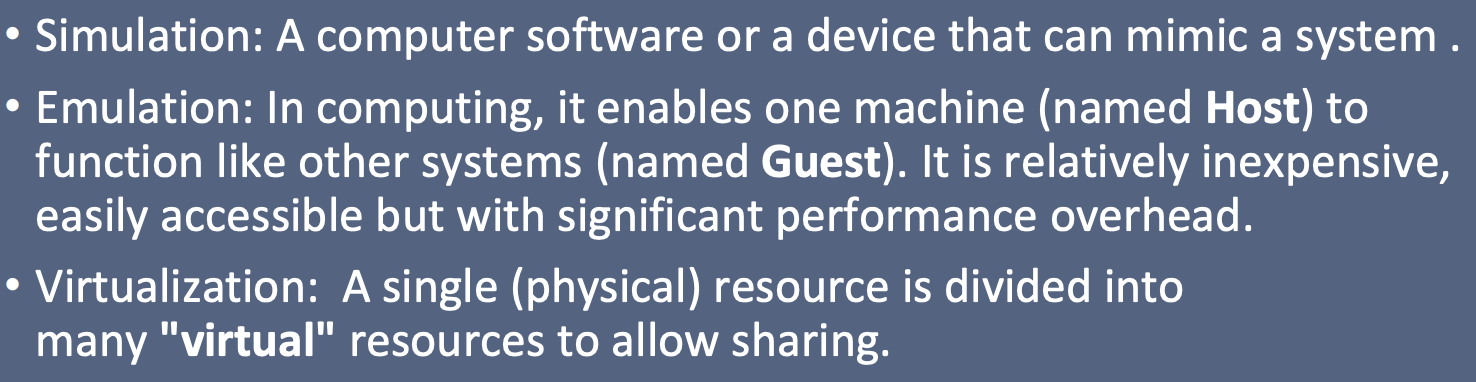 • Simulation: A computer software or a device that can mimic a system .
• Emulation: In computing, it enables one machine (named Host) to
function like other systems (named Guest). It is relatively inexpensive,
easily accessible but with significant performance overhead.
• Virtualization:  A single (physical) resource is divided into
many "virtual" resources to allow sharing.